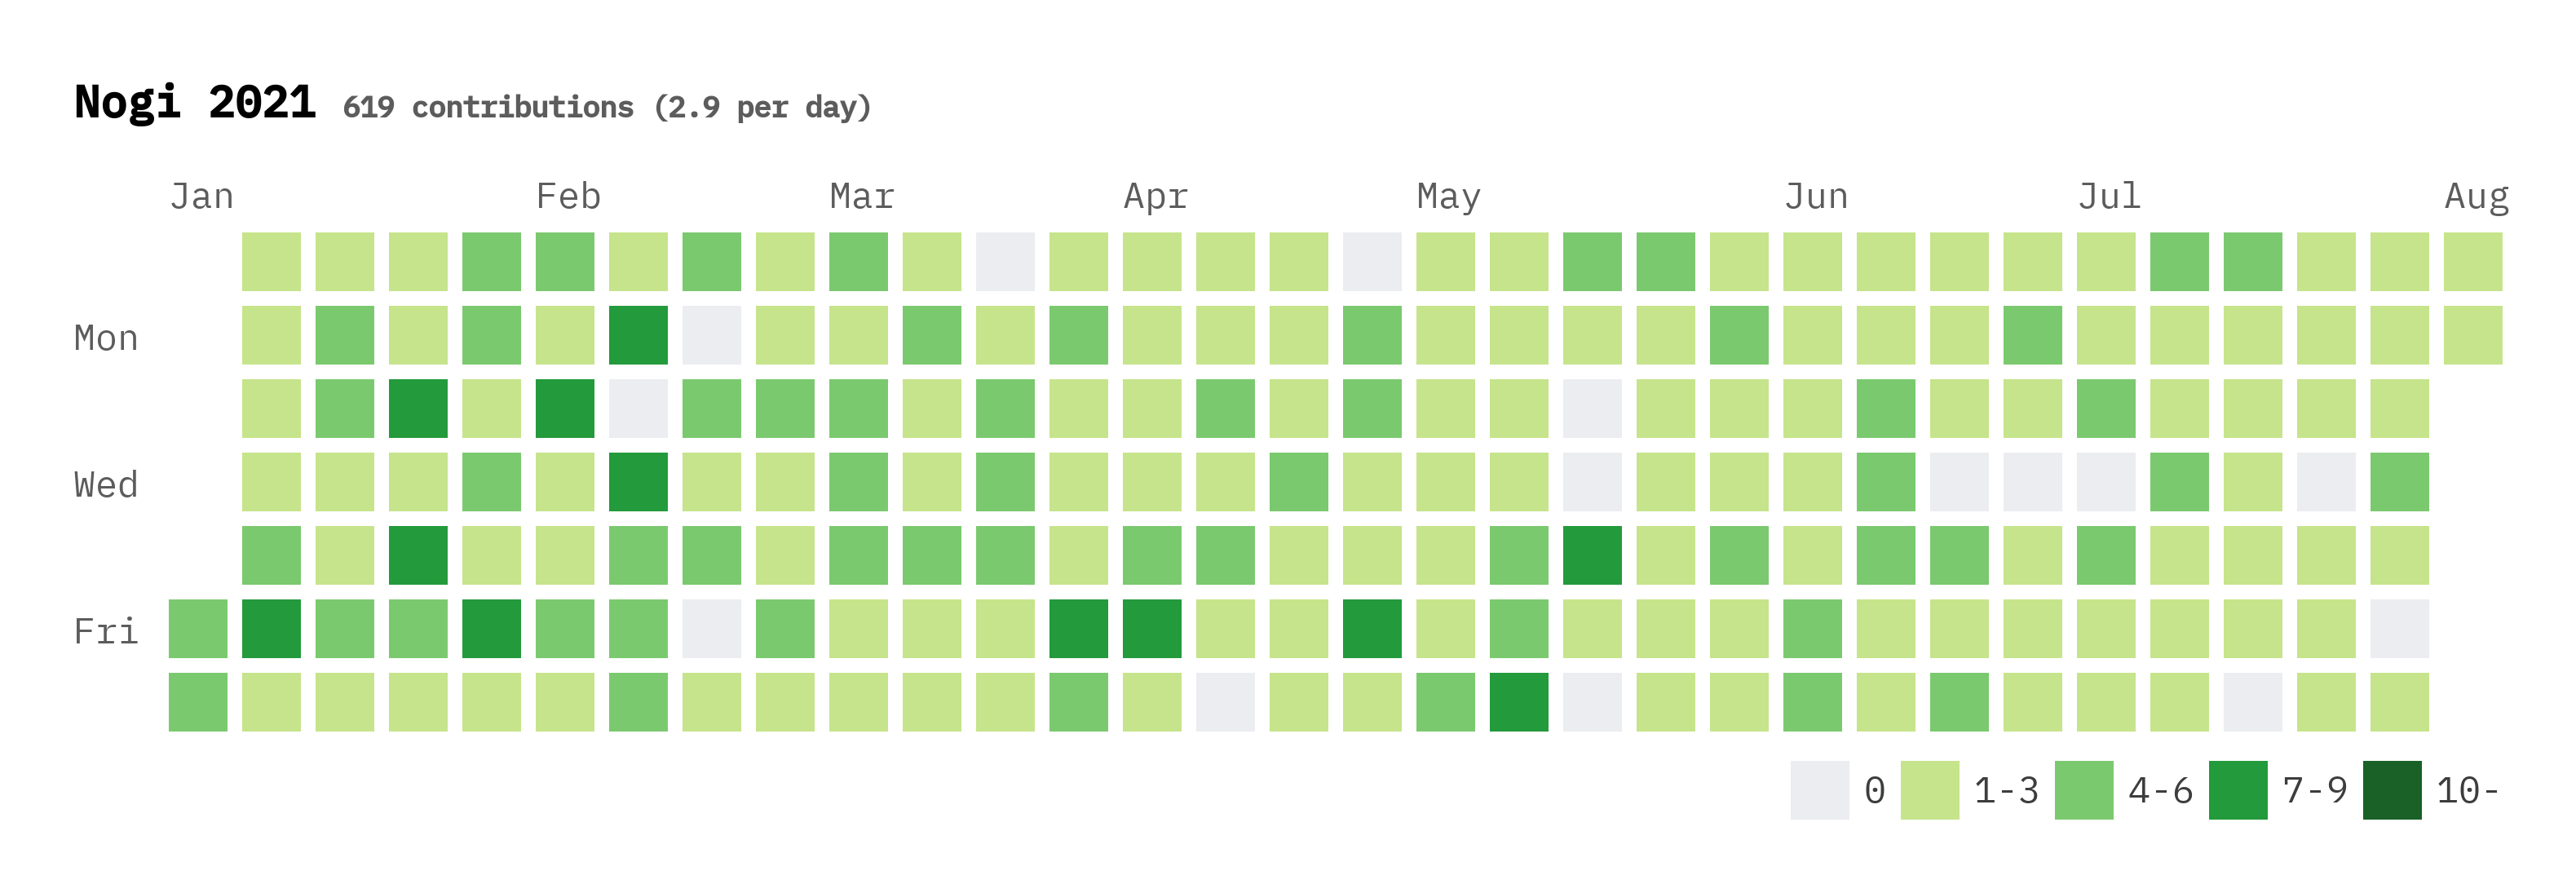 Nogi 2021 619 contributions (2.9 per day)
Jan Feb Mar Apr May Jun Jul Aug
Mon
Wed
Fri
0 1-3 4-6 7-9 10-